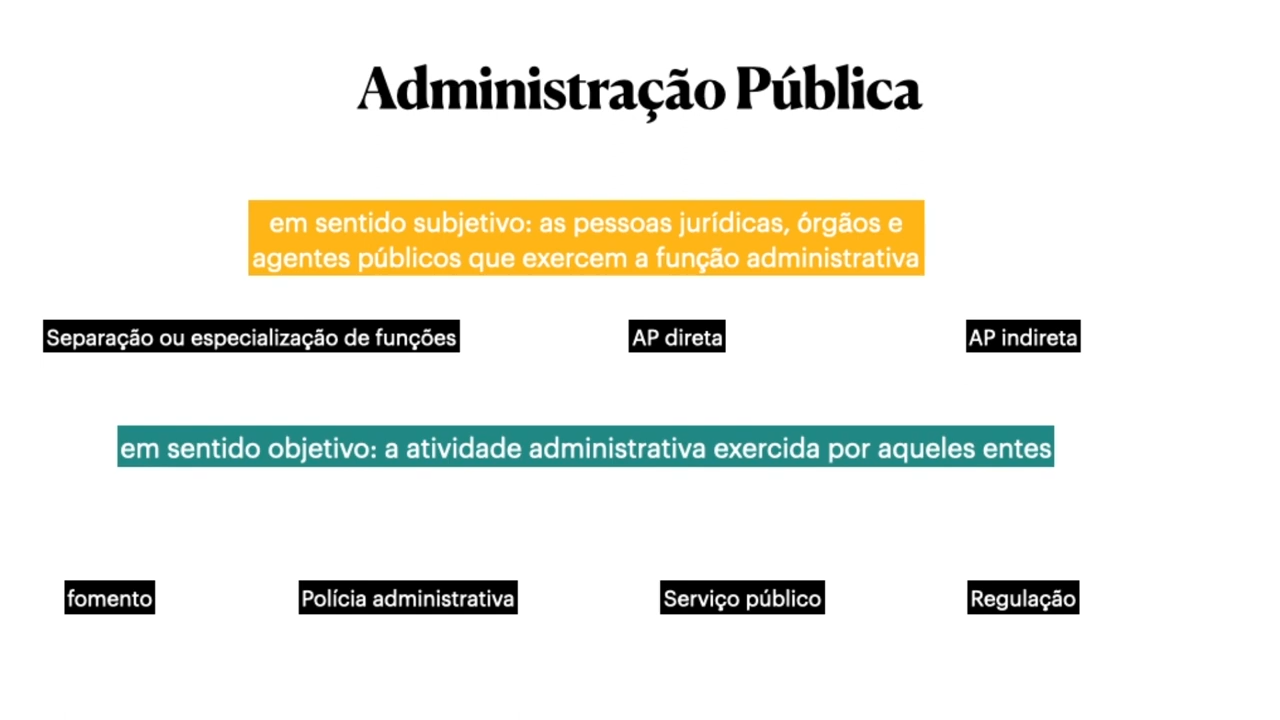 Administração Pública
em sentido subjetivo: as pessoas jurídicas, órgãos e
agentes públicos que exercem a função administrativa
Separação ou especialização de funções
AP direta
AP indireta
em sentido objetivo: a atividade administrativa exercida por aqueles entes
fomento
Polícia administrativa
Serviço público
Regulação